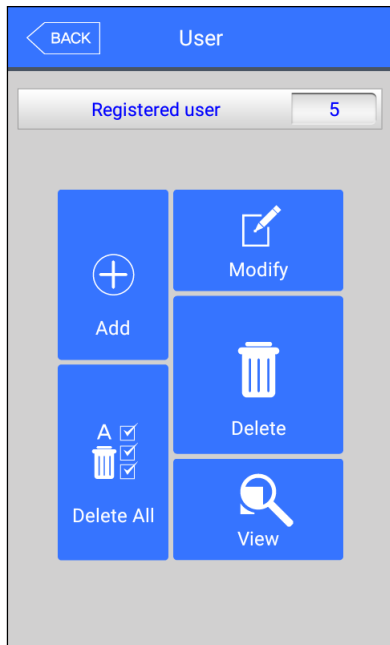 BACK
User
Registered user 5
Add
Modify
Delete
A
Delete All
View